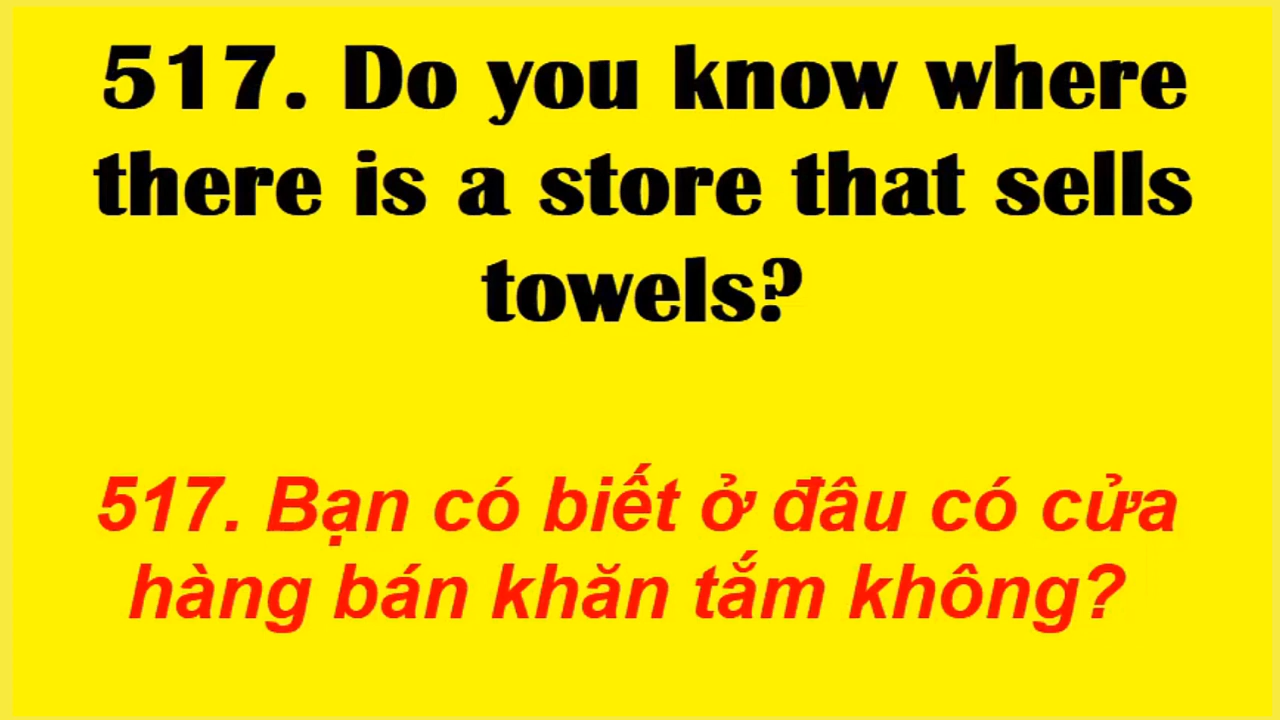 517. Do you know where
there is a store that sells
towels?
517. Bạn có biết ở đâu có cửa
hàng bán khăn tắm không?